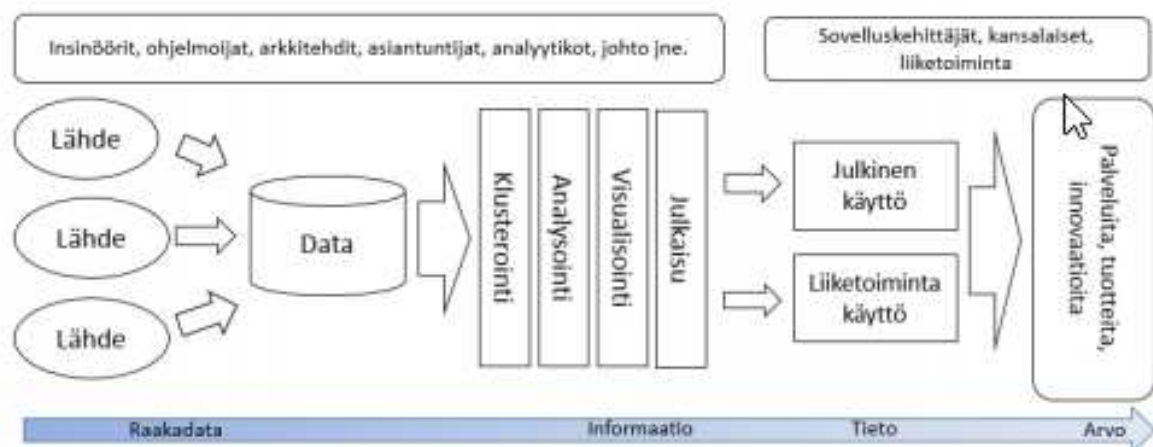 Insinöörit, ohjelmoijat, arkkitehdit, asiantuntijat, analyytikot, johto jne.
Sovelluskehittäjät, kansalaiset,
liiketoiminta
Lähde
Lähde
Lähde
Data
Klusterointi
Analysointi
Visualisointi
Julkaisu
Julkinen
käyttö
Liiketoiminta
käyttö
Palveluita, tuotteita,
innovaatioita
Raakadata
Informaatio
Tieto
Arvo